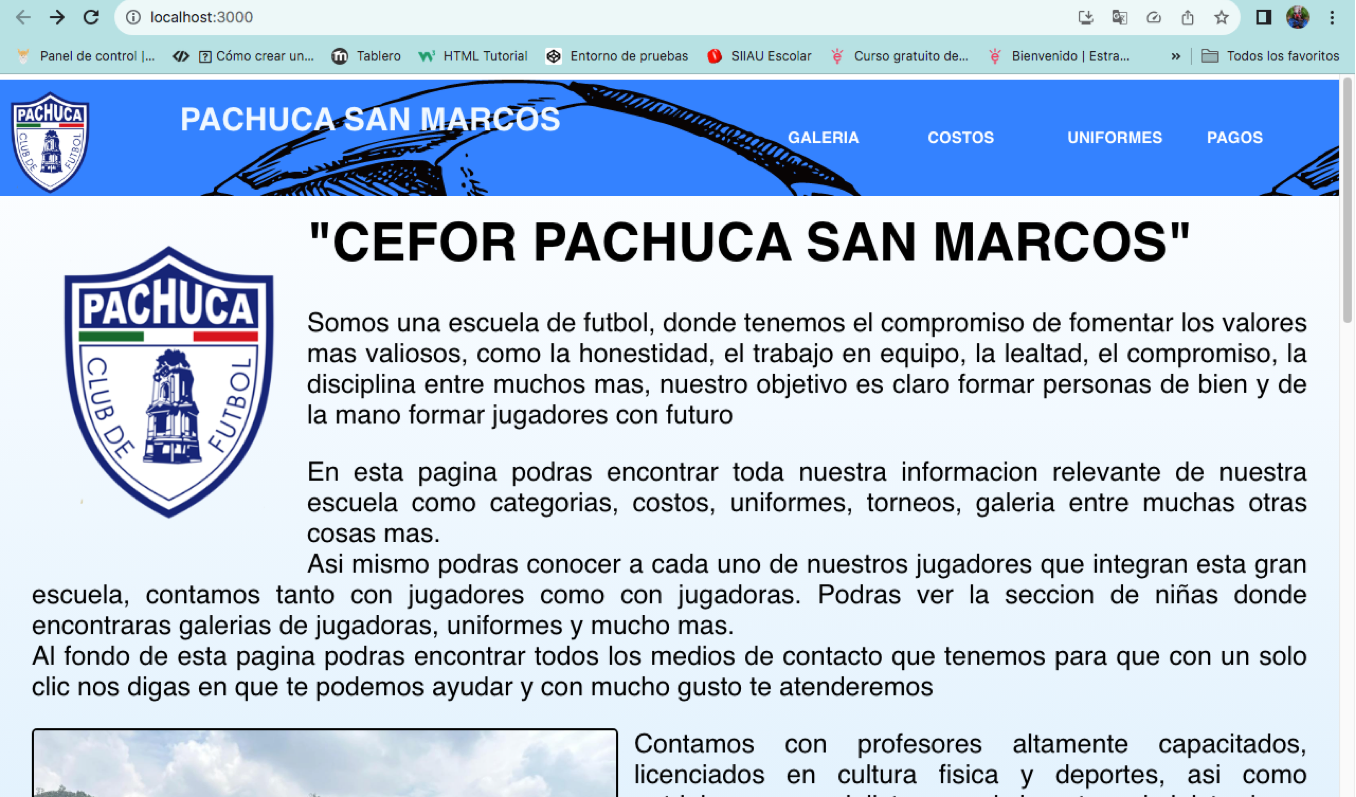 localhost:3000
Panel de control |... Cómo crear un... Tablero HTML Tutorial Entorno de pruebas SIIAU Escolar Curso gratuito de... Bienvenido | Estra... » Todos los favoritos
PACHUCA
CLUB DE FUTBOL
PACHUCA SAN MARCOS
GALERIA COSTOS UNIFORMES PAGOS
"CEFOR PACHUCA SAN MARCOS"
PACHUCA
CLUB DE FUTBOL
Somos una escuela de futbol, donde tenemos el compromiso de fomentar los valores
mas valiosos, como la honestidad, el trabajo en equipo, la lealtad, el compromiso, la
disciplina entre muchos mas, nuestro objetivo es claro formar personas de bien y de
la mano formar jugadores con futuro
En esta pagina podras encontrar toda nuestra informacion relevante de nuestra
escuela como categorias, costos, uniformes, torneos, galeria entre muchas otras
cosas mas.
Asi mismo podras conocer a cada uno de nuestros jugadores que integran esta gran
escuela, contamos tanto con jugadores como con jugadoras. Podras ver la seccion de niñas donde
encontraras galerias de jugadoras, uniformes y mucho mas.
Al fondo de esta pagina podras encontrar todos los medios de contacto que tenemos para que con un solo
clic nos digas en que te podemos ayudar y con mucho gusto te atenderemos
Contamos con profesores altamente capacitados,
licenciados en cultura fisica y deportes, asi como